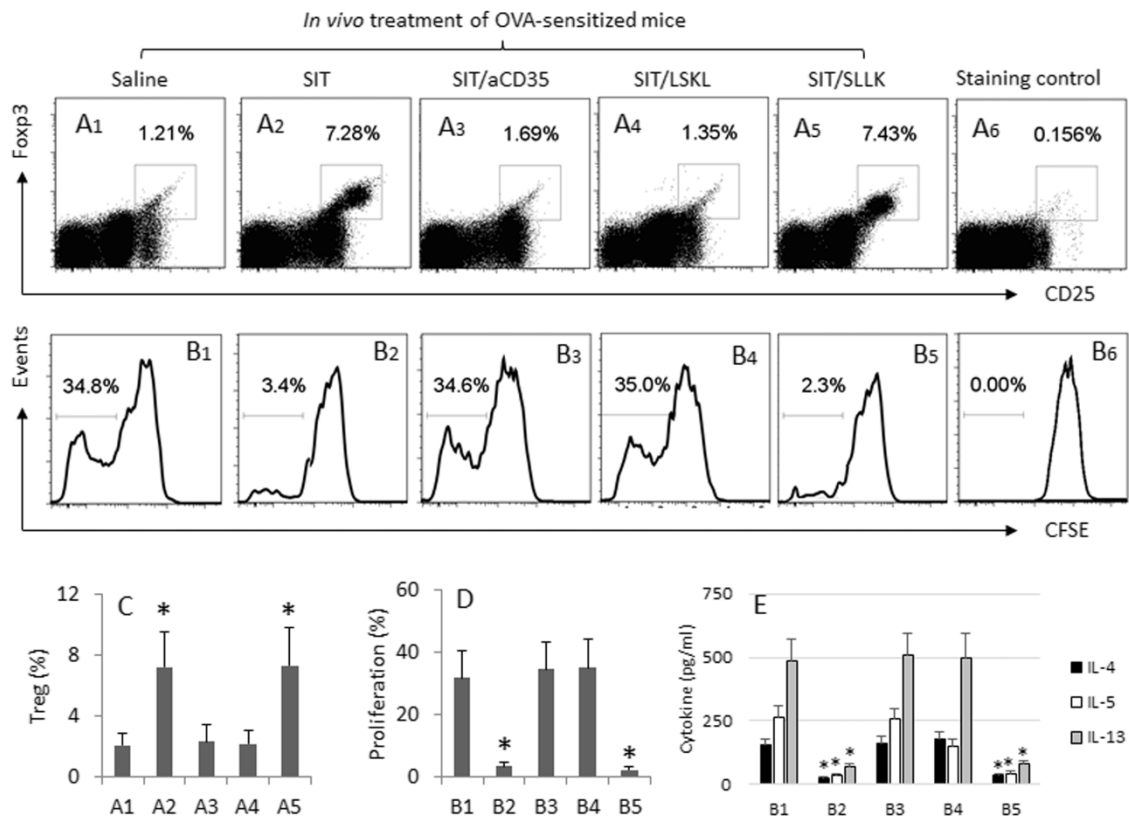 In vivo treatment of OVA-sensitized mice
Saline SIT SIT/aCD35 SIT/LSKL SIT/SLLK Staining control
Foxp3
A1 A2 A3 A4 A5 A6
1.21% 7.28% 1.69% 1.35% 7.43% 0.156%
CD25
Events
B1 B2 B3 B4 B5 B6
34.8% 3.4% 34.6% 35.0% 2.3% 0.00%
CFSE
C
Treg (%)
12
8
4
0
* *
A1 A2 A3 A4 A5
D
Proliferation (%)
60
40
20
0
* *
B1 B2 B3 B4 B5
E
Cytokine (pg/ml)
750
500
250
0
* * * * * *
B1 B2 B3 B4 B5
IL-4
IL-5
IL-13